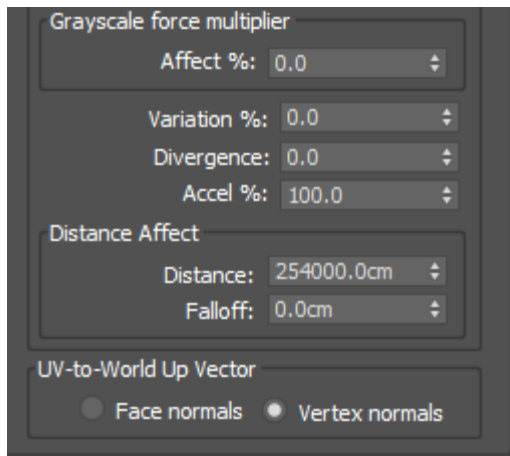 Grayscale force multiplier
Affect %: 0.0
Variation %: 0.0
Divergence: 0.0
Accel %: 100.0
Distance Affect
Distance: 254000.0cm
Falloff: 0.0cm
UV-to-World Up Vector
Face normals Vertex normals